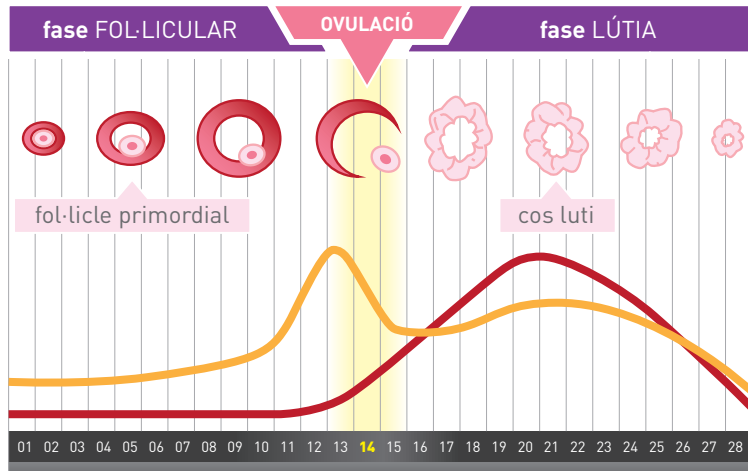 fase FOL·LICULAR
OVULACIÓ
fase LÚTIA
fol·licle primordial
cos luti
01 02 03 04 05 06 07 08 09 10 11 12 13 14 15 16 17 18 19 20 21 22 23 24 25 26 27 28